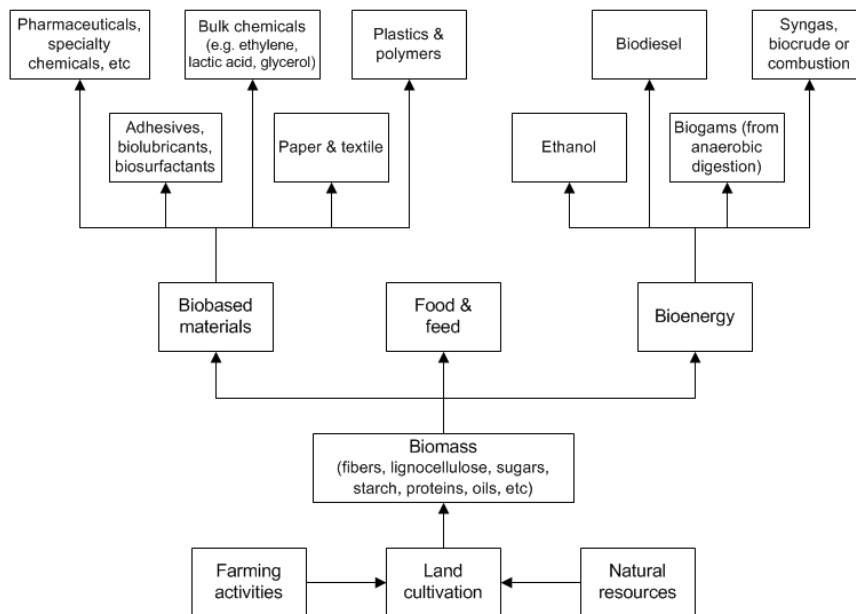 Pharmaceuticals,
specialty
chemicals, etc
Bulk chemicals
(e.g. ethylene,
lactic acid, glycerol)
Plastics &
polymers
Biodiesel
Syngas,
biocrude or
combustion
Adhesives,
biolubricants,
biosurfactants
Paper & textile
Ethanol
Biogams (from
anaerobic
digestion)
Biobased
materials
Food &
feed
Bioenergy
Biomass
(fibers, lignocellulose, sugars,
starch, proteins, oils, etc)
Farming
activities
Land
cultivation
Natural
resources